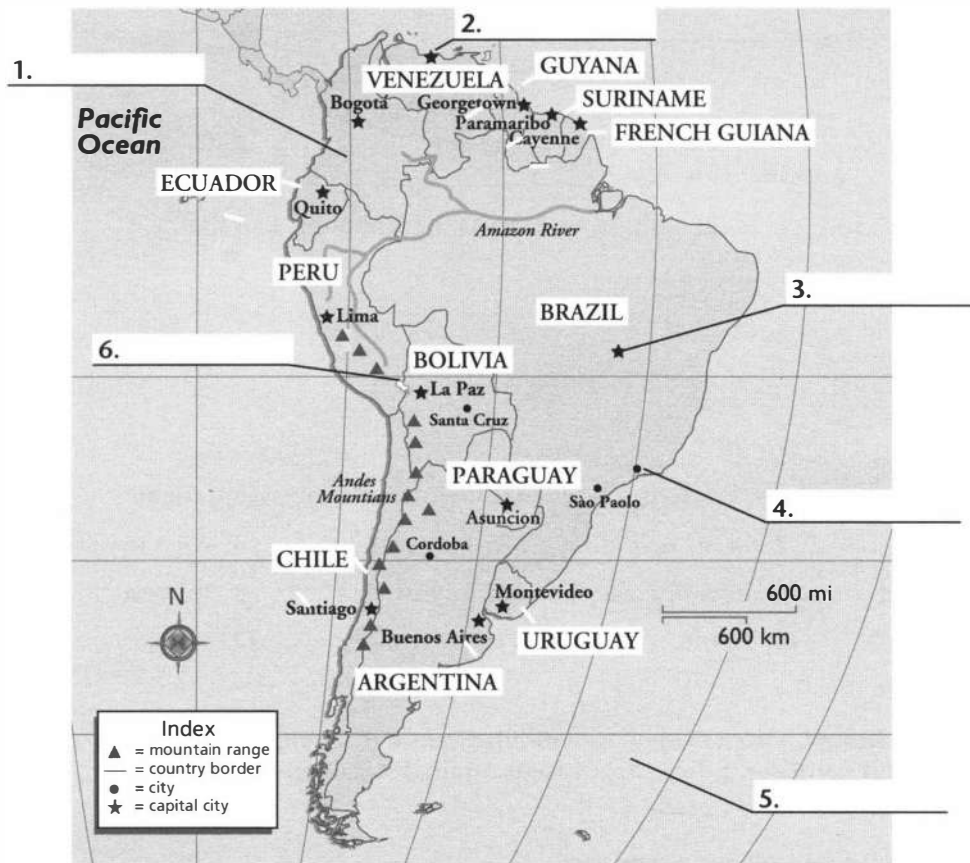 2.
1.
GUYANA
VENEZUELA
SURINAME
Bogotá
Georgetown
Pacific
Ocean
Paramaribo
Cayenne
FRENCH GUIANA
ECUADOR
Quito
Amazon River
PERU
3.
Lima
BRAZIL
6.
BOLIVIA
La Paz
Santa Cruz
Andes
Mountians
PARAGUAY
Sào Paolo
4.
Asuncion
Cordoba
CHILE
N
Montevideo
600 mi
Santiago
600 km
Buenos Aires
URUGUAY
ARGENTINA
Index
= mountain range
= country border
= city
= capital city
5.